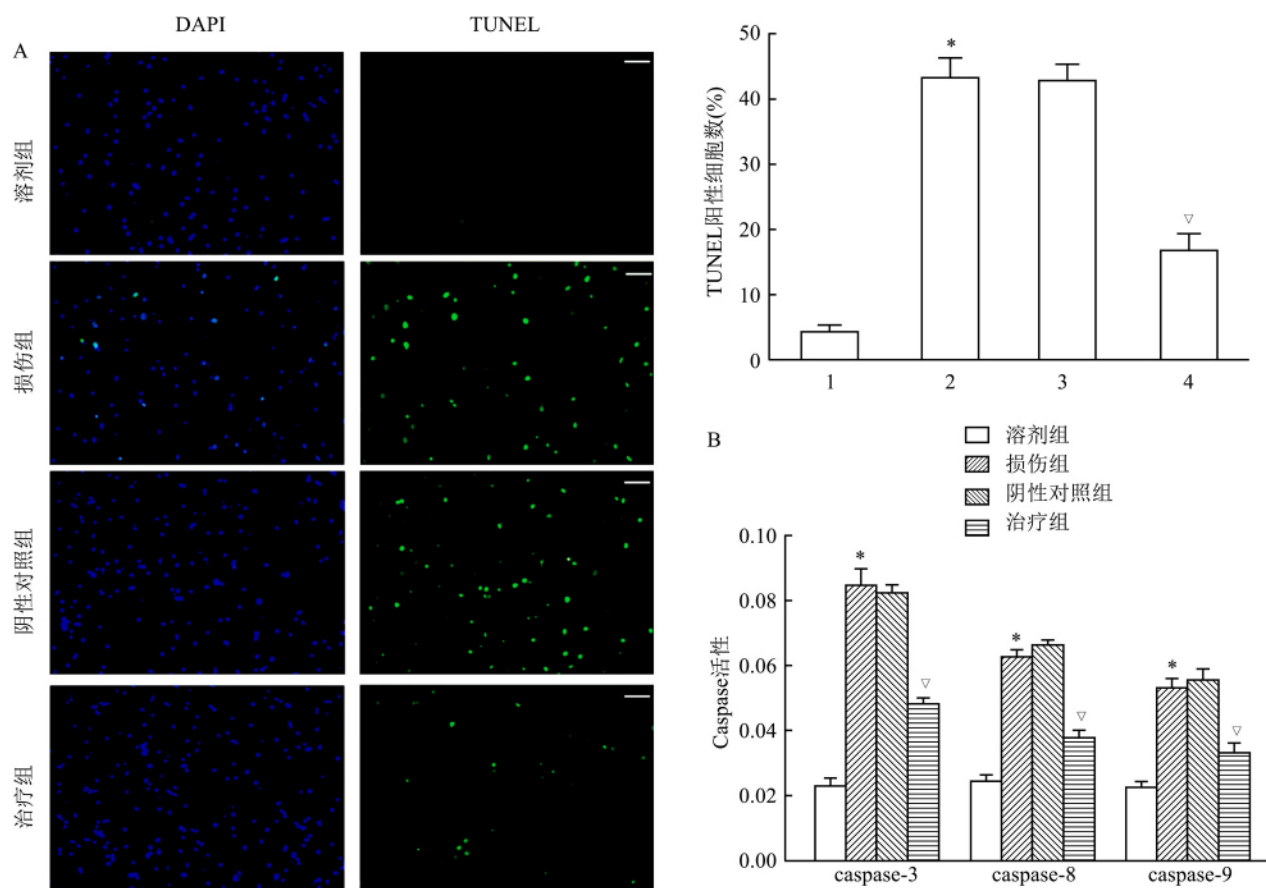 A
DAPI
TUNEL
溶剂组
损伤组
阴性对照组
治疗组
TUNEL阳性细胞数(%)
50
40
30
20
10
0
*
▽
1
2
3
4
B
溶剂组
损伤组
阴性对照组
治疗组
Caspase活性
0.10
0.08
0.06
0.04
0.02
0.00
*
▽
*
▽
*
▽
caspase-3
caspase-8
caspase-9